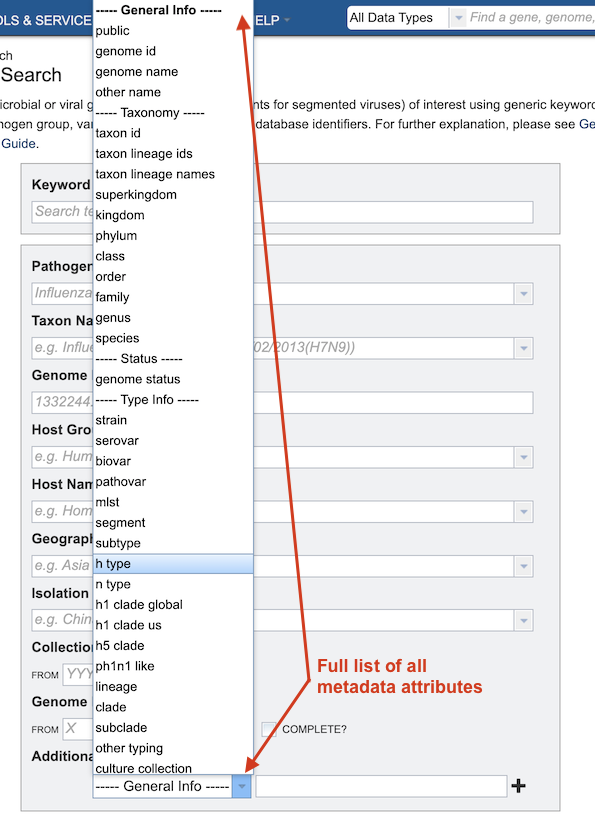 OLS & SERVICE
ELP
All Data Types
Find a gene, genome,
----- General Info -----
public
genome id
genome name
other name
----- Taxonomy -----
taxon id
taxon lineage ids
taxon lineage names
superkingdom
kingdom
phylum
class
order
family
genus
species
----- Status -----
genome status
----- Type Info -----
strain
serovar
biovar
pathovar
mlst
segment
subtype
h type
n type
h1 clade global
h1 clade us
h5 clade
ph1n1 like
lineage
clade
subclade
other typing
culture collection
----- General Info -----
rch
Search
icrobial or viral g
nts for segmented viruses) of interest using generic keyword
hogen group, va
database identifiers. For further explanation, please see Ge
Guide.
Keyword
Search te
Pathogen
Influenza
Taxon Na
e.g. Influe
02/2013(H7N9))
Genome
1332244.
Host Gro
e.g. Hum
Host Nam
e.g. Hom
Geograph
e.g. Asia
Isolation
e.g. Chin
Collection
FROM YYY
Genome
FROM X
COMPLETE?
Additiona
Full list of all
metadata attributes